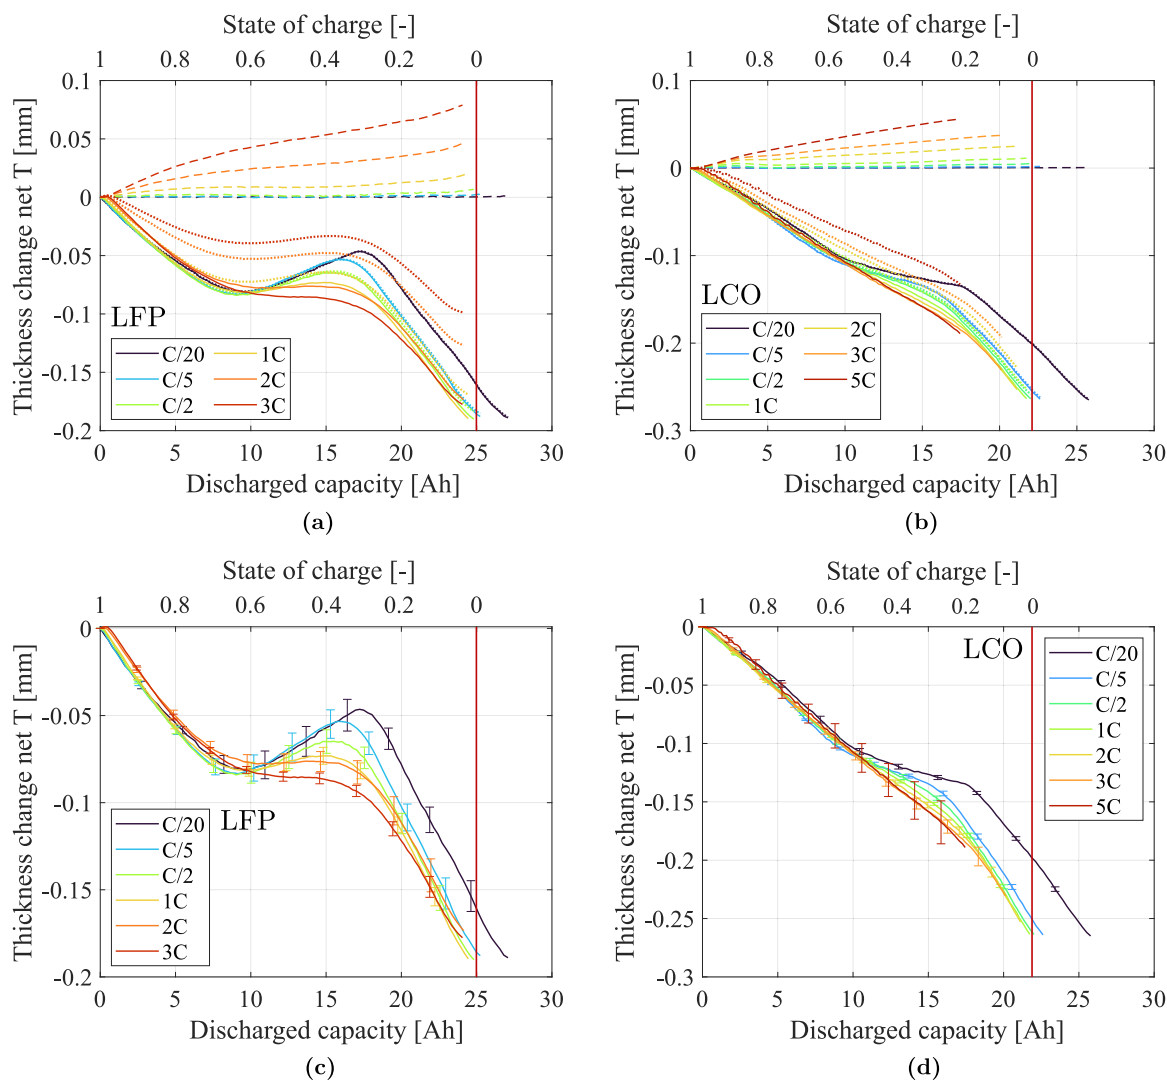 State of charge [-]
1 0.8 0.6 0.4 0.2 0
0.1
0.05
0
-0.05
-0.1
-0.15
-0.2
Thickness change net T [mm]
LFP
C/20 1C
C/5 2C
C/2 3C
0 5 10 15 20 25 30
Discharged capacity [Ah]
(a)
State of charge [-]
1 0.8 0.6 0.4 0.2 0
0.1
0
-0.1
-0.2
-0.3
Thickness change net T [mm]
LCO
C/20 2C
C/5 3C
C/2 5C
1C
0 5 10 15 20 25 30
Discharged capacity [Ah]
(b)
State of charge [-]
1 0.8 0.6 0.4 0.2 0
0
-0.05
-0.1
-0.15
-0.2
Thickness change net T [mm]
LFP
C/20
C/5
C/2
1C
2C
3C
0 5 10 15 20 25 30
Discharged capacity [Ah]
(c)
State of charge [-]
1 0.8 0.6 0.4 0.2 0
0
-0.05
-0.1
-0.15
-0.2
-0.25
-0.3
Thickness change net T [mm]
LCO
C/20
C/5
C/2
1C
2C
3C
5C
0 5 10 15 20 25 30
Discharged capacity [Ah]
(d)